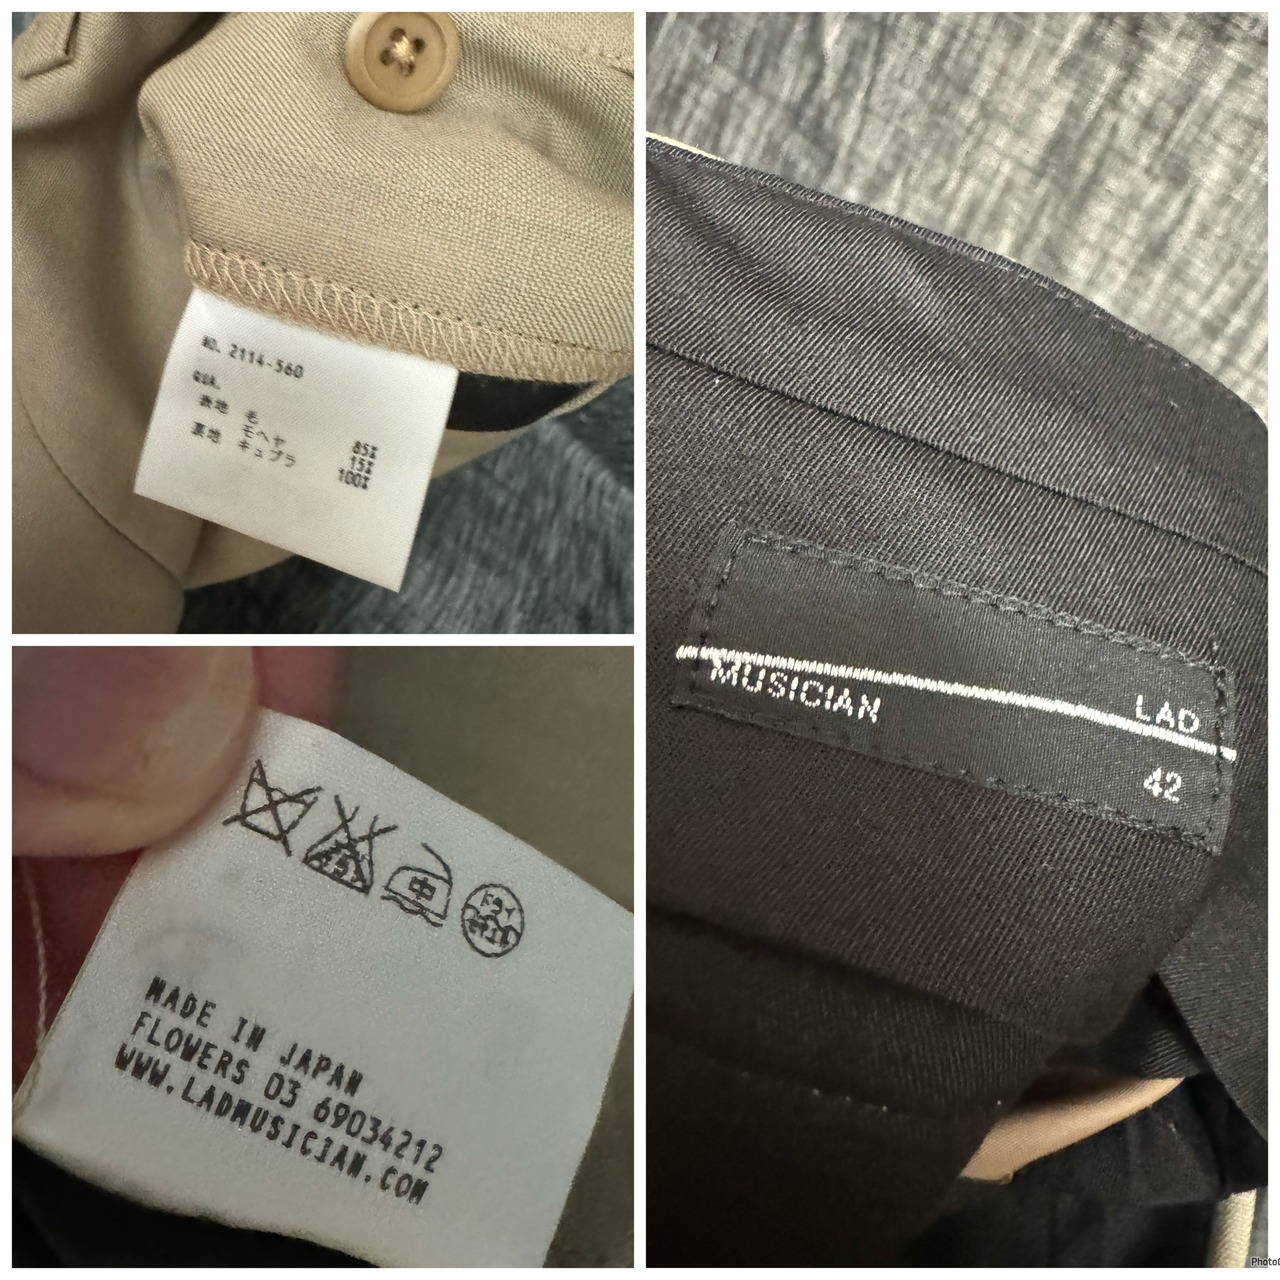 NO. 2114-560
QUA.
表地 毛 85%
モヘヤ 15%
裏地 キュプラ 100%
MUSICIAN
LAD
42
中
MADE IN JAPAN
FLOWERS 03 69034212
WWW.LADMUSICIAN.COM